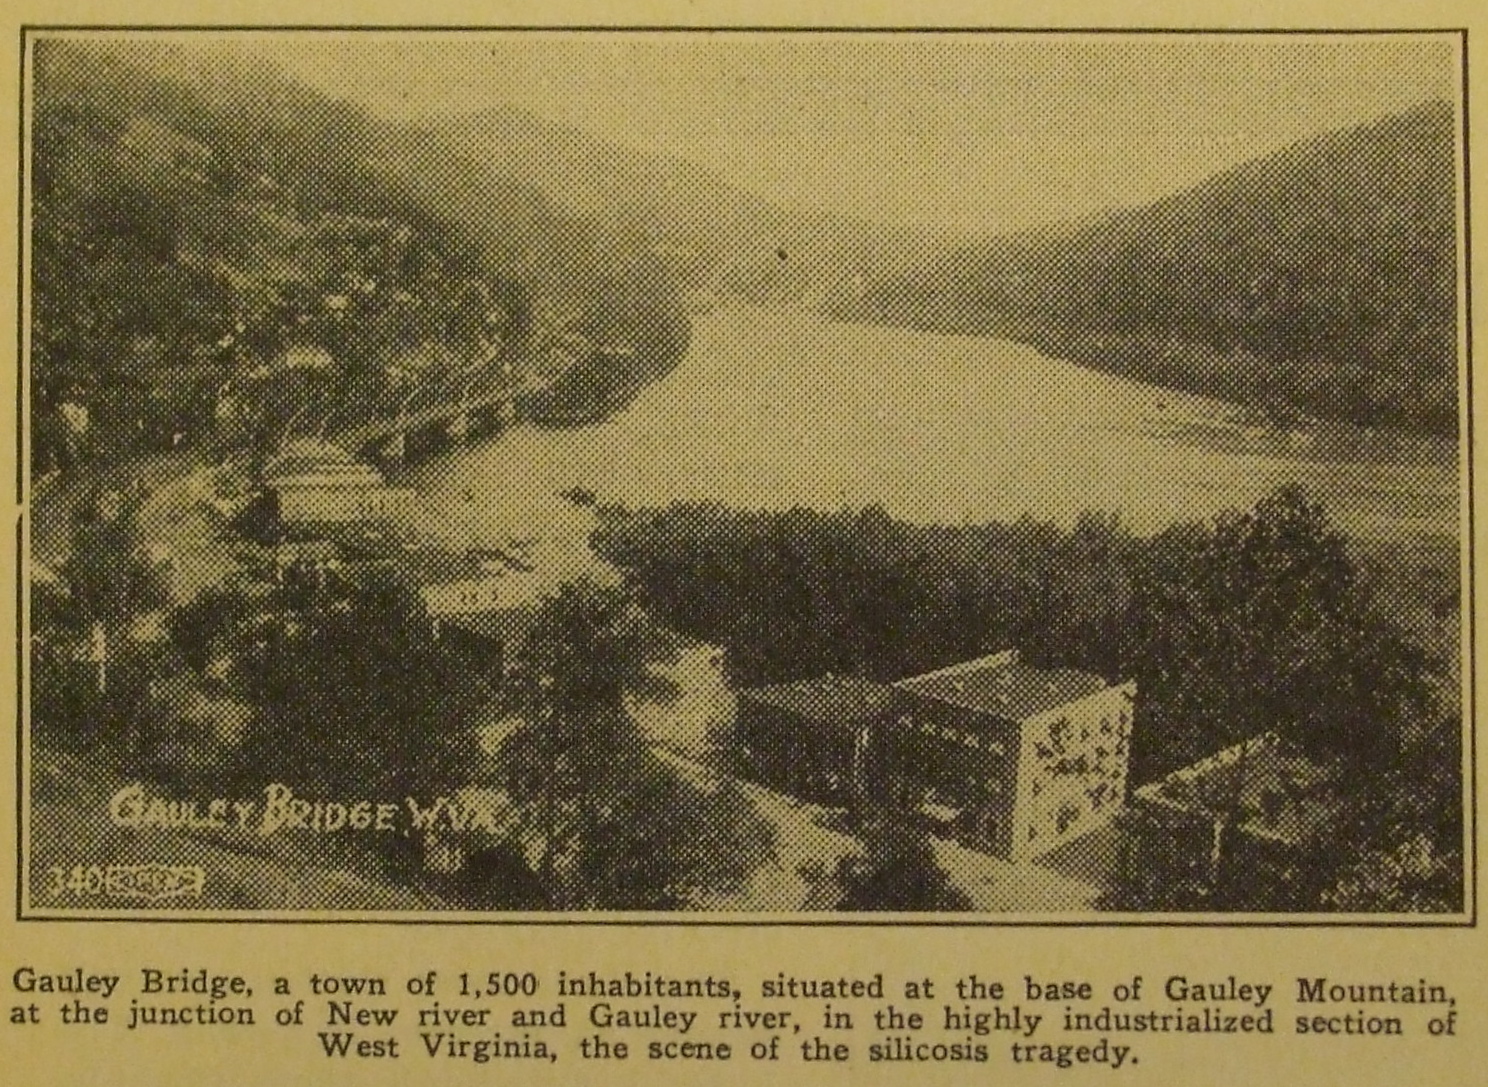 GAULEY BRIDGE, W.VA.
340
Gauley Bridge, a town of 1,500 inhabitants, situated at the base of Gauley Mountain,
at the junction of New river and Gauley river, in the highly industrialized section of
West Virginia, the scene of the silicosis tragedy.